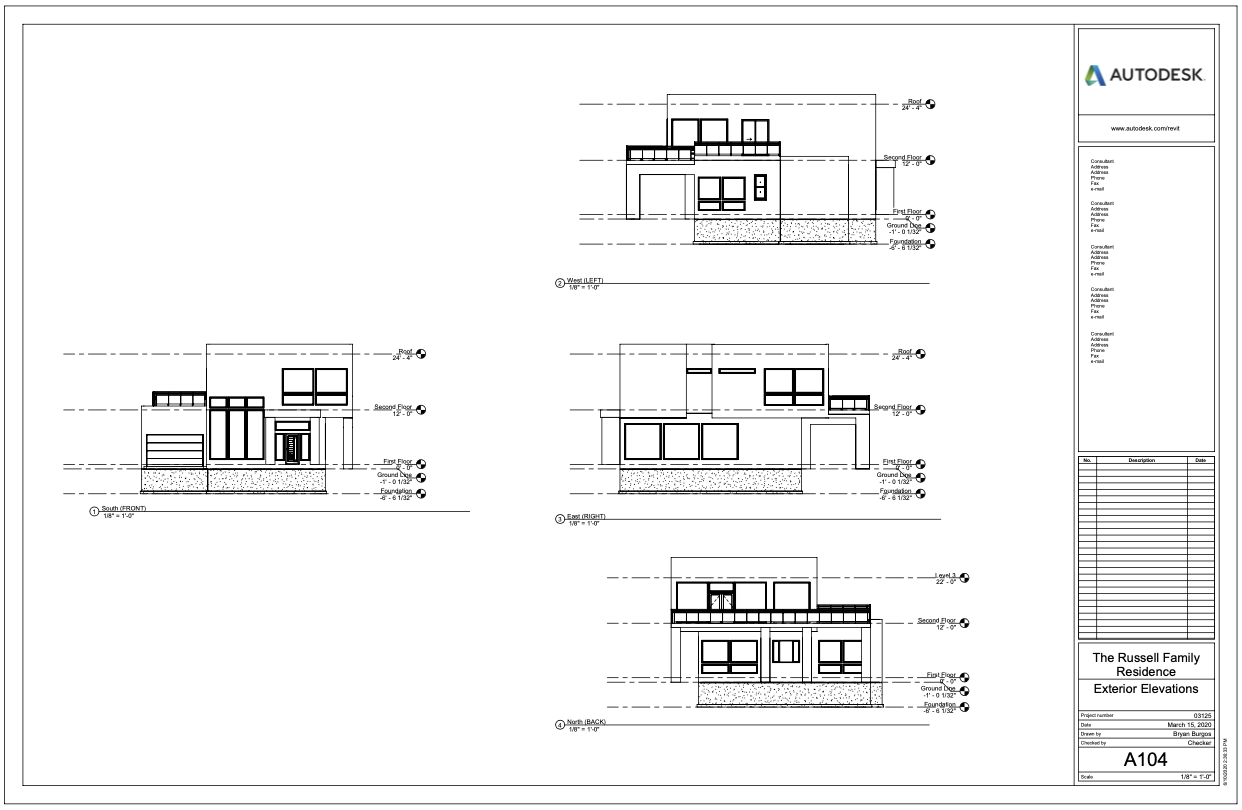 Roof
24' - 4"
Second Floor
12' - 0"
First Floor
0' - 0"
Ground Line
-1' - 0 1/32"
Foundation
-6' - 6 1/32"
2 West (LEFT)
1/8" = 1'-0"
Roof
24' - 4"
Second Floor
12' - 0"
First Floor
0' - 0"
Ground Line
-1' - 0 1/32"
Foundation
-6' - 6 1/32"
1 South (FRONT)
1/8" = 1'-0"
Roof
24' - 4"
Second Floor
12' - 0"
First Floor
0' - 0"
Ground Line
-1' - 0 1/32"
Foundation
-6' - 6 1/32"
3 East (RIGHT)
1/8" = 1'-0"
Level 3
22' - 0"
Second Floor
12' - 0"
First Floor
0' - 0"
Ground Line
-1' - 0 1/32"
Foundation
-6' - 6 1/32"
4 North (BACK)
1/8" = 1'-0"
AUTODESK.
www.autodesk.com/revit
Consultant
Address
Address
Phone
Fax
e-mail
Consultant
Address
Address
Phone
Fax
e-mail
Consultant
Address
Address
Phone
Fax
e-mail
Consultant
Address
Address
Phone
Fax
e-mail
Consultant
Address
Address
Phone
Fax
e-mail
No. Description Date
The Russell Family
Residence
Exterior Elevations
Project number 03125
Date March 15, 2020
Drawn by Bryan Burgos
Checked by Checker
A104
Scale 1/8" = 1'-0"